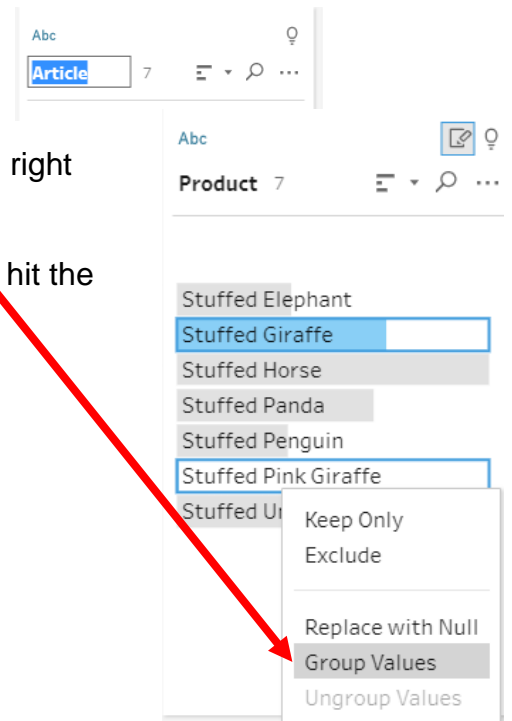 Abc
Article 7
right
hit the
Abc
Product 7
Stuffed Elephant
Stuffed Giraffe
Stuffed Horse
Stuffed Panda
Stuffed Penguin
Stuffed Pink Giraffe
Stuffed
Keep Only
Exclude
Replace with Null
Group Values
Ungroup Values